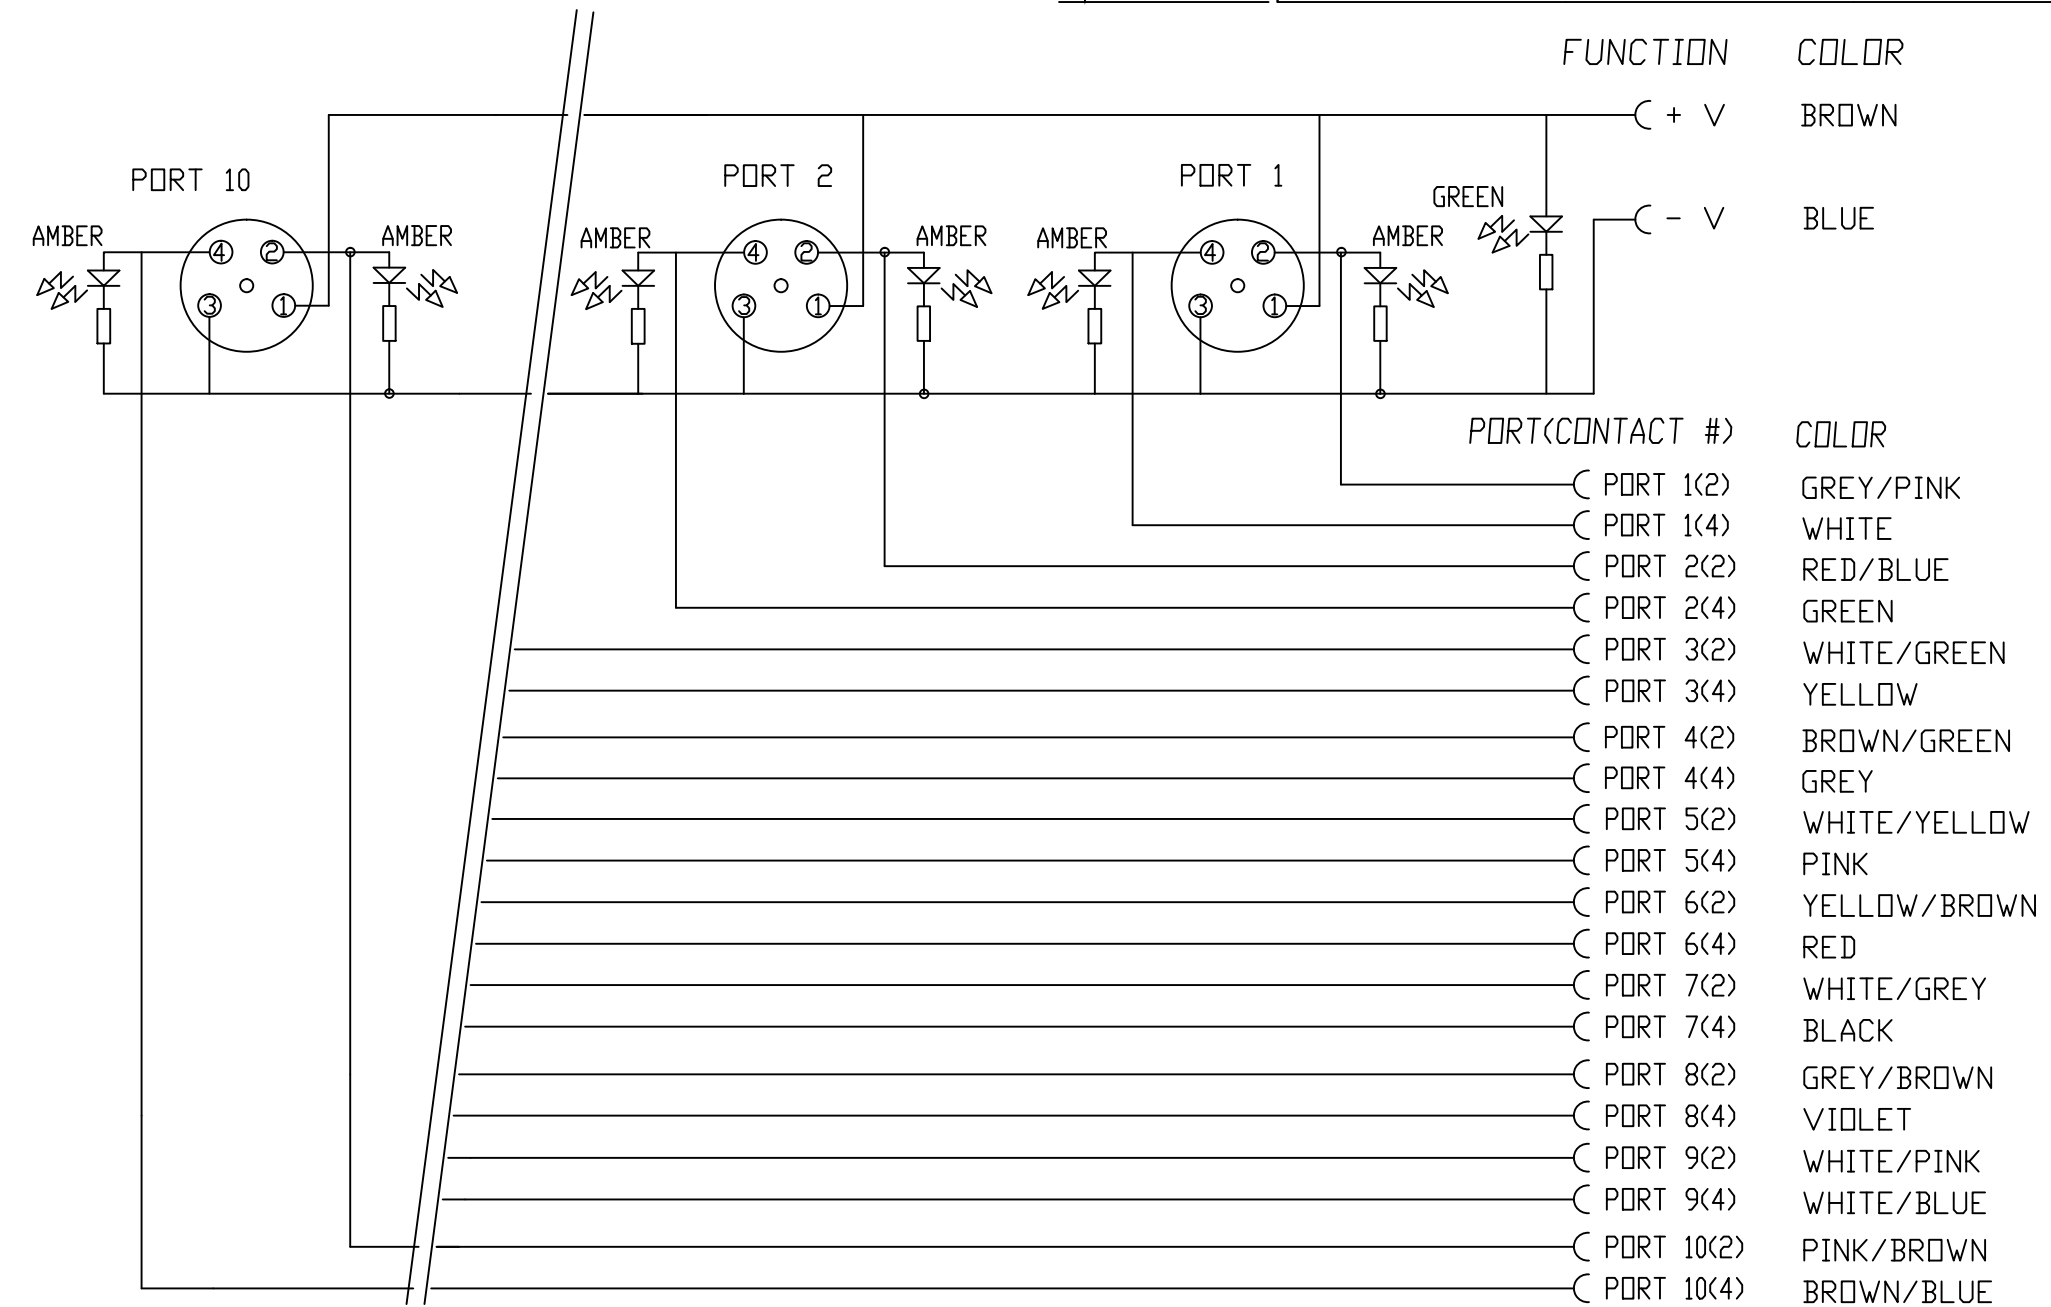 FUNCTION COLOR
+ V BROWN
PORT 10 PORT 2 PORT 1
GREEN
- V BLUE
AMBER AMBER AMBER AMBER AMBER AMBER
4 2 4 2 4 2
3 1 3 1 3 1
PORT(CONTACT #) COLOR
PORT 1(2) GREY/PINK
PORT 1(4) WHITE
PORT 2(2) RED/BLUE
PORT 2(4) GREEN
PORT 3(2) WHITE/GREEN
PORT 3(4) YELLOW
PORT 4(2) BROWN/GREEN
PORT 4(4) GREY
PORT 5(2) WHITE/YELLOW
PORT 5(4) PINK
PORT 6(2) YELLOW/BROWN
PORT 6(4) RED
PORT 7(2) WHITE/GREY
PORT 7(4) BLACK
PORT 8(2) GREY/BROWN
PORT 8(4) VIOLET
PORT 9(2) WHITE/PINK
PORT 9(4) WHITE/BLUE
PORT 10(2) PINK/BROWN
PORT 10(4) BROWN/BLUE